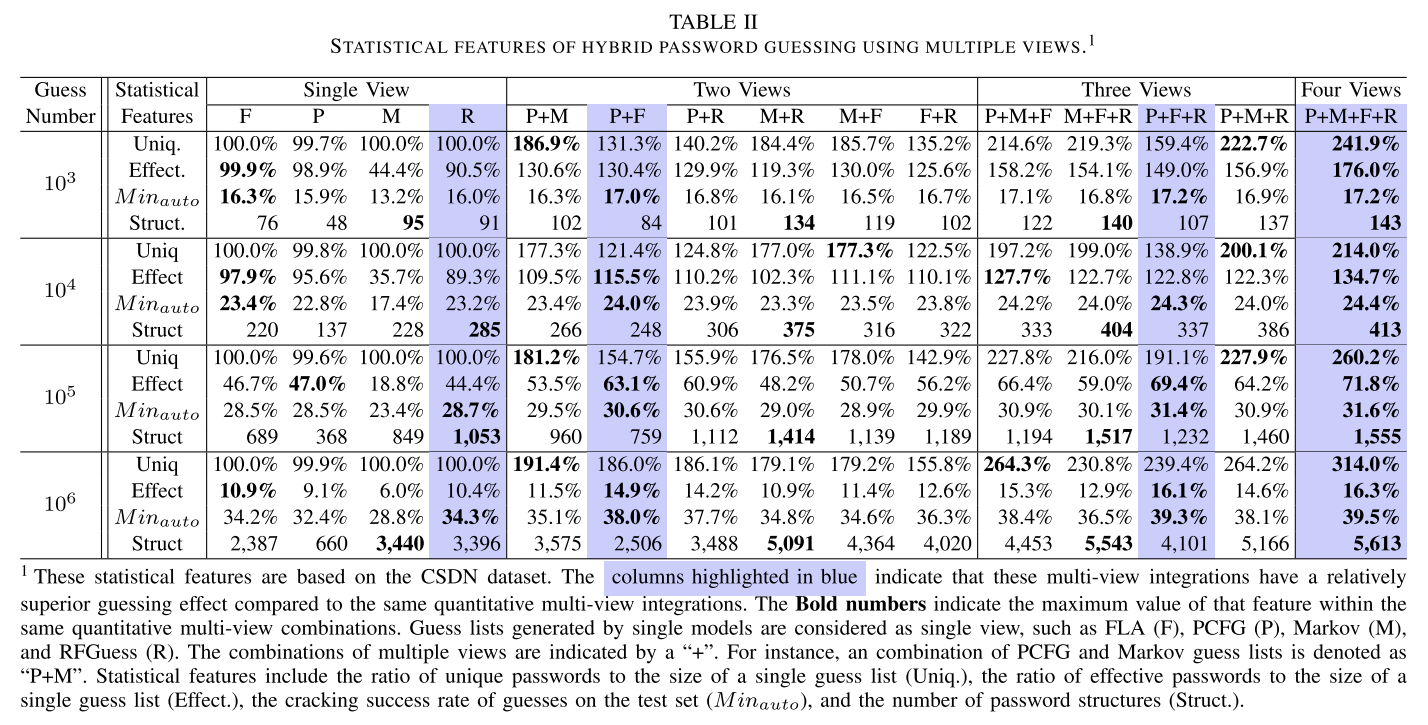 TABLE II
STATISTICAL FEATURES OF HYBRID PASSWORD GUESSING USING MULTIPLE VIEWS.1
Guess Number | Statistical Features | Single View | Two Views | Three Views | Four Views
F P M R | P+M P+F P+R M+R M+F F+R | P+M+F M+F+R P+F+R P+M+R | P+M+F+R
10^3
Uniq. 100.0% 99.7% 100.0% 100.0% 186.9% 131.3% 140.2% 184.4% 185.7% 135.2% 214.6% 219.3% 159.4% 222.7% 241.9%
Effect. 99.9% 98.9% 44.4% 90.5% 130.6% 130.4% 129.9% 119.3% 130.0% 125.6% 158.2% 154.1% 149.0% 156.9% 176.0%
Min_auto 16.3% 15.9% 13.2% 16.0% 16.3% 17.0% 16.8% 16.1% 16.5% 16.7% 17.1% 16.8% 17.2% 16.9% 17.2%
Struct. 76 48 95 91 102 84 101 134 119 102 122 140 107 137 143
10^4
Uniq 100.0% 99.8% 100.0% 100.0% 177.3% 121.4% 124.8% 177.0% 177.3% 122.5% 197.2% 199.0% 138.9% 200.1% 214.0%
Effect 97.9% 95.6% 35.7% 89.3% 109.5% 115.5% 110.2% 102.3% 111.1% 110.1% 127.7% 122.7% 122.8% 122.3% 134.7%
Min_auto 23.4% 22.8% 17.4% 23.2% 23.4% 24.0% 23.9% 23.3% 23.5% 23.8% 24.2% 24.0% 24.3% 24.0% 24.4%
Struct 220 137 228 285 266 248 306 375 316 322 333 404 337 386 413
10^5
Uniq 100.0% 99.6% 100.0% 100.0% 181.2% 154.7% 155.9% 176.5% 178.0% 142.9% 227.8% 216.0% 191.1% 227.9% 260.2%
Effect 46.7% 47.0% 18.8% 44.4% 53.5% 63.1% 60.9% 48.2% 50.7% 56.2% 66.4% 59.0% 69.4% 64.2% 71.8%
Min_auto 28.5% 28.5% 23.4% 28.7% 29.5% 30.6% 30.6% 29.0% 28.9% 29.9% 30.9% 30.1% 31.4% 30.9% 31.6%
Struct 689 368 849 1,053 960 759 1,112 1,414 1,139 1,189 1,194 1,517 1,232 1,460 1,555
10^6
Uniq 100.0% 99.9% 100.0% 100.0% 191.4% 186.0% 186.1% 179.1% 179.2% 155.8% 264.3% 230.8% 239.4% 264.2% 314.0%
Effect 10.9% 9.1% 6.0% 10.4% 11.5% 14.9% 14.2% 10.9% 11.4% 12.6% 15.3% 12.9% 16.1% 14.6% 16.3%
Min_auto 34.2% 32.4% 28.8% 34.3% 35.1% 38.0% 37.7% 34.8% 34.6% 36.3% 38.4% 36.5% 39.3% 38.1% 39.5%
Struct 2,387 660 3,440 3,396 3,575 2,506 3,488 5,091 4,364 4,020 4,453 5,543 4,101 5,166 5,613
1 These statistical features are based on the CSDN dataset. The columns highlighted in blue indicate that these multi-view integrations have a relatively
superior guessing effect compared to the same quantitative multi-view integrations. The Bold numbers indicate the maximum value of that feature within the
same quantitative multi-view combinations. Guess lists generated by single models are considered as single view, such as FLA (F), PCFG (P), Markov (M),
and RFGuess (R). The combinations of multiple views are indicated by a “+”. For instance, an combination of PCFG and Markov guess lists is denoted as
“P+M”. Statistical features include the ratio of unique passwords to the size of a single guess list (Uniq.), the ratio of effective passwords to the size of a
single guess list (Effect.), the cracking success rate of guesses on the test set (Min_auto), and the number of password structures (Struct.).